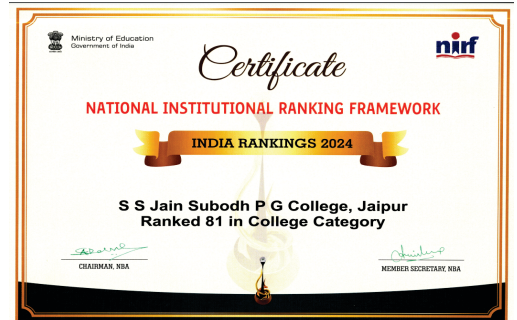 Ministry of Education
Government of India
nirf
Certificate
NATIONAL INSTITUTIONAL RANKING FRAMEWORK
INDIA RANKINGS 2024
S S Jain Subodh P G College, Jaipur
Ranked 81 in College Category
CHAIRMAN, NBA
MEMBER SECRETARY, NBA